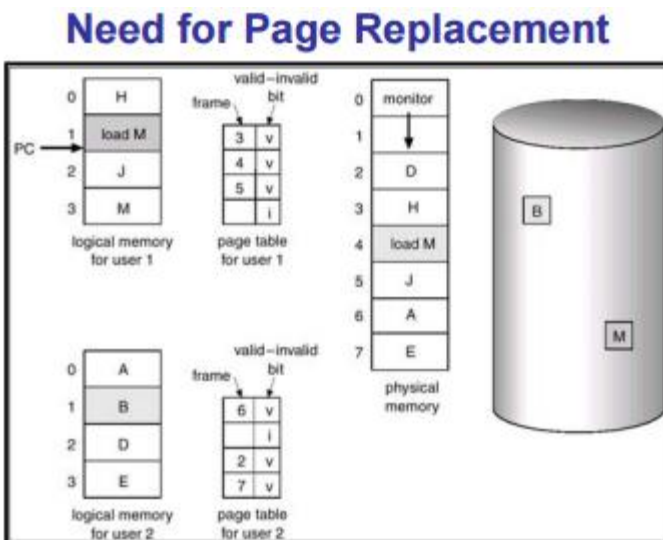 Need for Page Replacement
valid–invalid
frame bit
0 H
3 v
1 load M
4 v
PC
2 J
5 v
3 M
i
logical memory
for user 1
page table
for user 1
0 monitor
1
2 D
3 H
4 load M
5 J
6 A
7 E
physical
memory
B
M
valid–invalid
frame bit
0 A
6 v
1 B
i
2 D
2 v
3 E
7 v
logical memory
for user 2
page table
for user 2